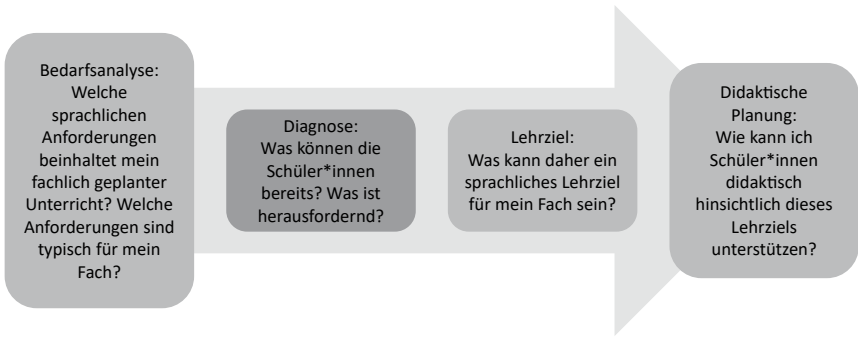 Bedarfsanalyse:
Welche
sprachlichen
Anforderungen
beinhaltet mein
fachlich geplanter
Unterricht? Welche
Anforderungen sind
typisch für mein
Fach?
Diagnose:
Was können die
Schüler*innen
bereits? Was ist
herausfordernd?
Lehrziel:
Was kann daher ein
sprachliches Lehrziel
für mein Fach sein?
Didaktische
Planung:
Wie kann ich
Schüler*innen
didaktisch
hinsichtlich dieses
Lehrziels
unterstützen?